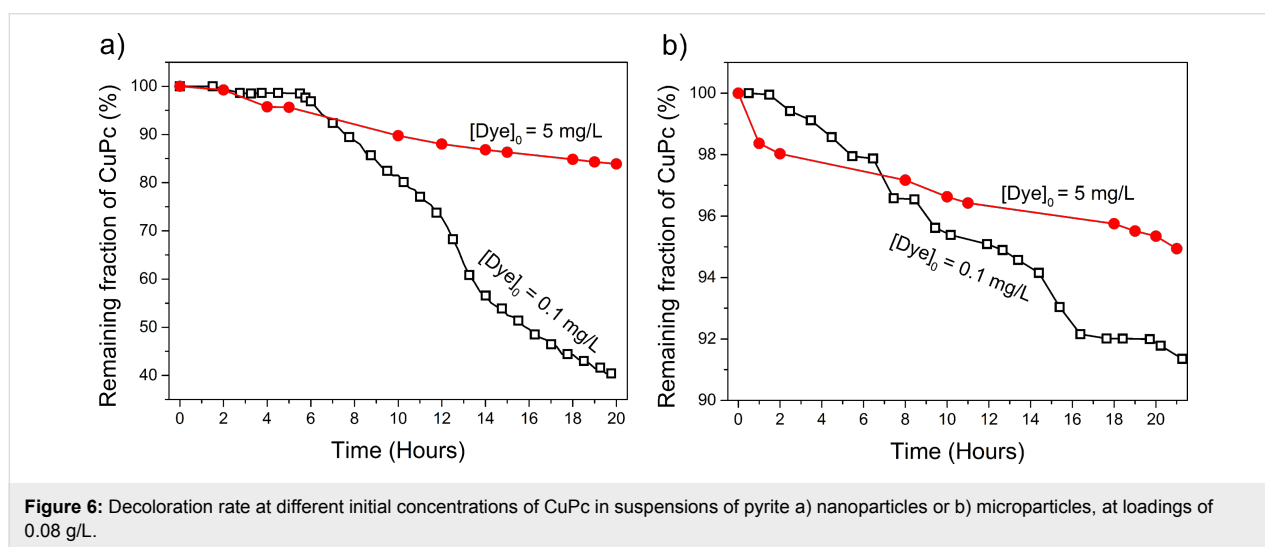 a)
Remaining fraction of CuPc (%)
100
90
80
70
60
50
40
[Dye]₀ = 5 mg/L
[Dye]₀ = 0.1 mg/L
0 2 4 6 8 10 12 14 16 18 20
Time (Hours)
b)
Remaining fraction of CuPc (%)
100
98
96
94
92
90
[Dye]₀ = 5 mg/L
[Dye]₀ = 0.1 mg/L
0 2 4 6 8 10 12 14 16 18 20
Time (Hours)
Figure 6: Decoloration rate at different initial concentrations of CuPc in suspensions of pyrite a) nanoparticles or b) microparticles, at loadings of
0.08 g/L.